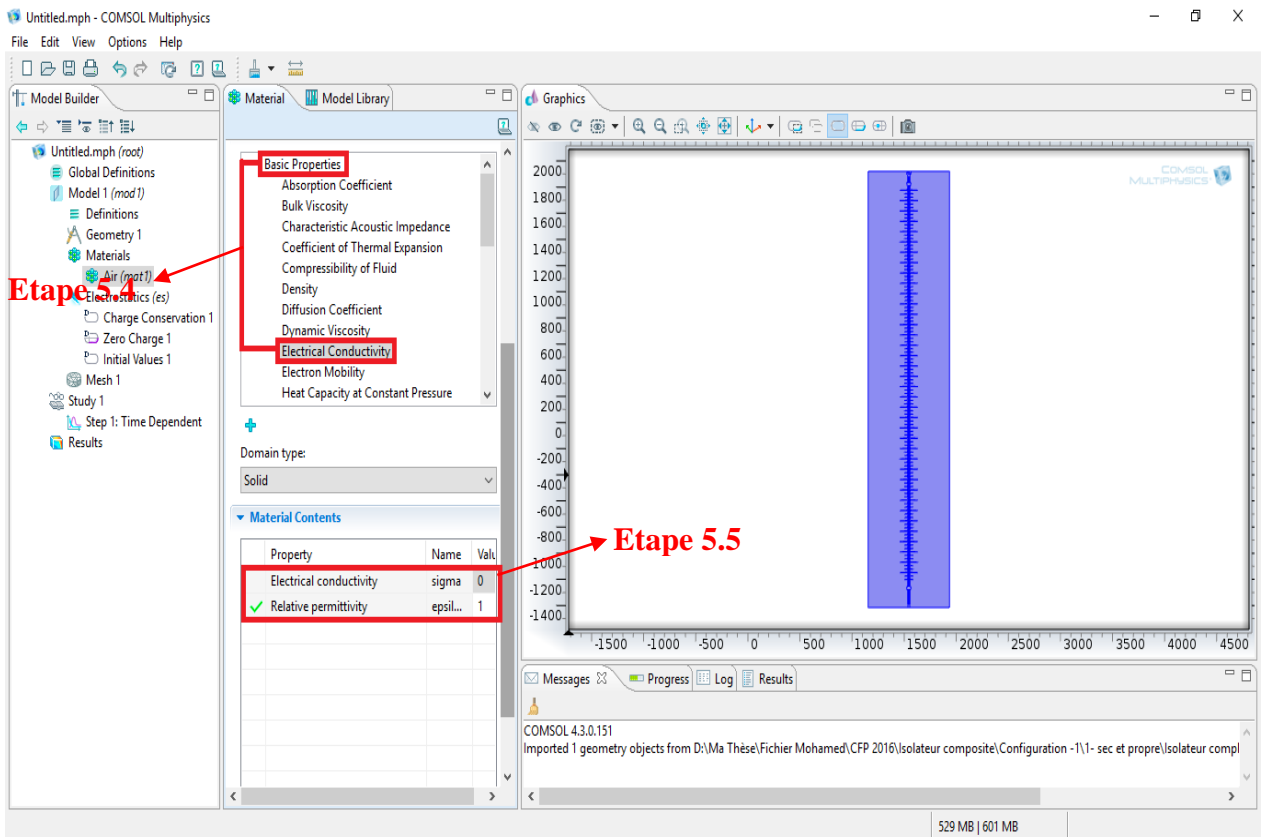 Untitled.mph - COMSOL Multiphysics
File Edit View Options Help
Model Builder
Untitled.mph (root)
Global Definitions
Model 1 (mod1)
Definitions
Geometry 1
Materials
Air (mat1)
Etape 5.4
Electrostatics (es)
Charge Conservation 1
Zero Charge 1
Initial Values 1
Mesh 1
Study 1
Step 1: Time Dependent
Results
Material Model Library
Basic Properties
Absorption Coefficient
Bulk Viscosity
Characteristic Acoustic Impedance
Coefficient of Thermal Expansion
Compressibility of Fluid
Density
Diffusion Coefficient
Dynamic Viscosity
Electrical Conductivity
Electron Mobility
Heat Capacity at Constant Pressure
Domain type:
Solid
Material Contents
Property Name Valu
Electrical conductivity sigma 0
Relative permittivity epsil... 1
Etape 5.5
Graphics
COMSOL
MULTIPHYSICS
2000
1800
1600
1400
1200
1000
800
600
400
200
0
-200
-400
-600
-800
-1000
-1200
-1400
-1500 -1000 -500 0 500 1000 1500 2000 2500 3000 3500 4000 4500
Messages Progress Log Results
COMSOL 4.3.0.151
Imported 1 geometry objects from D:\Ma Thèse\Fichier Mohamed\CFP 2016\Isolateur composite\Configuration -1\1- sec et propre\Isolateur compl
529 MB | 601 MB